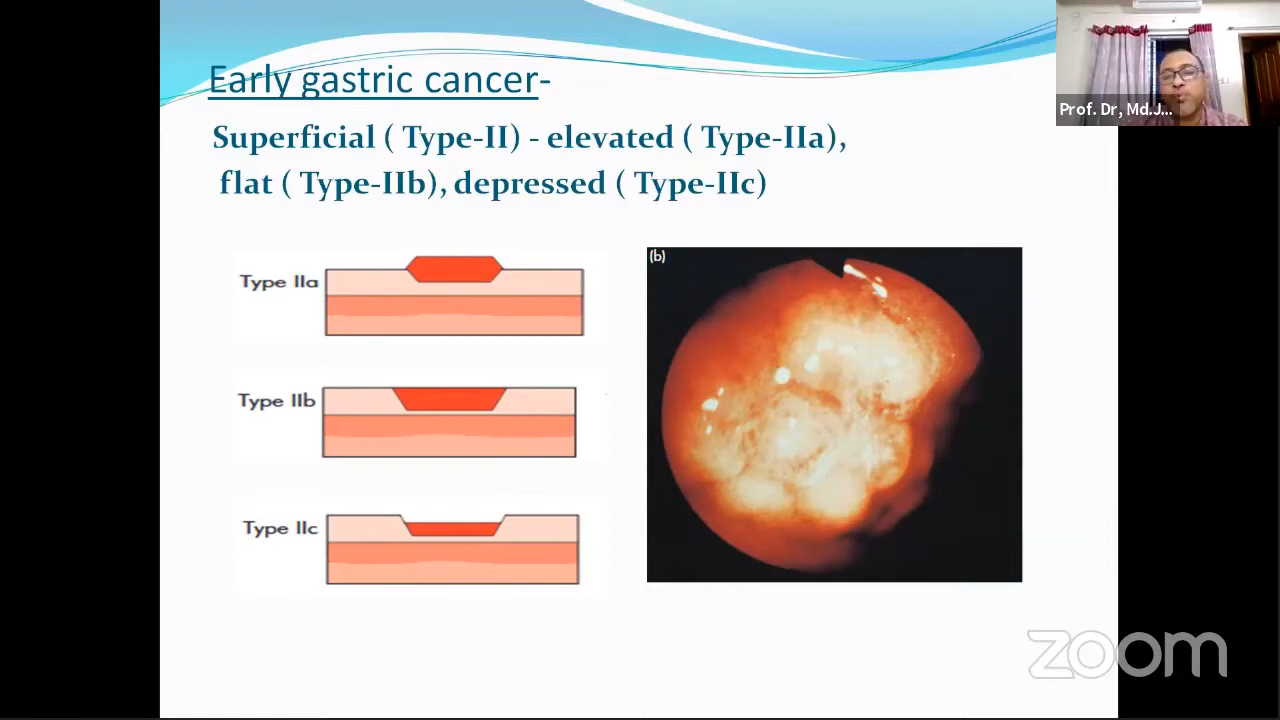 Early gastric cancer-
Superficial ( Type-II) - elevated ( Type-IIa),
flat ( Type-IIb), depressed ( Type-IIc)
Type IIa
Type IIb
Type IIc
(b)
Prof. Dr, Md.J...
zoom